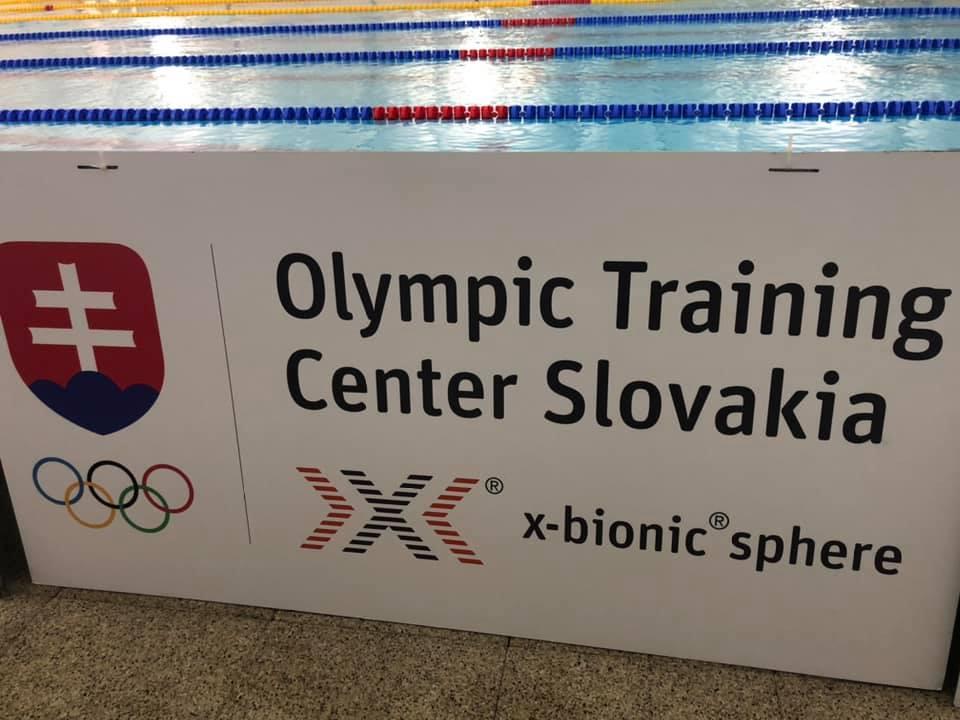 Olympic Training
Center Slovakia
®
x-bionic® sphere